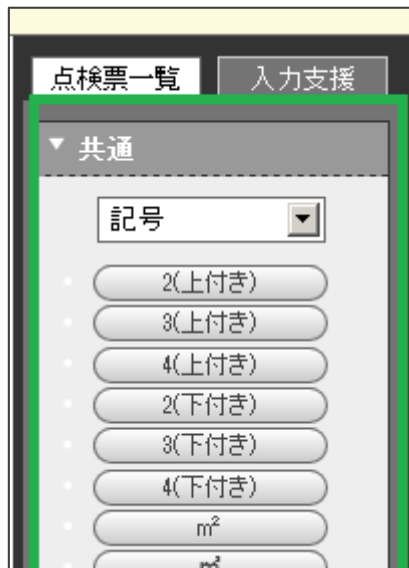 点検票一覧 入力支援
▼ 共通
記号
2(上付き)
3(上付き)
4(上付き)
2(下付き)
3(下付き)
4(下付き)
m²